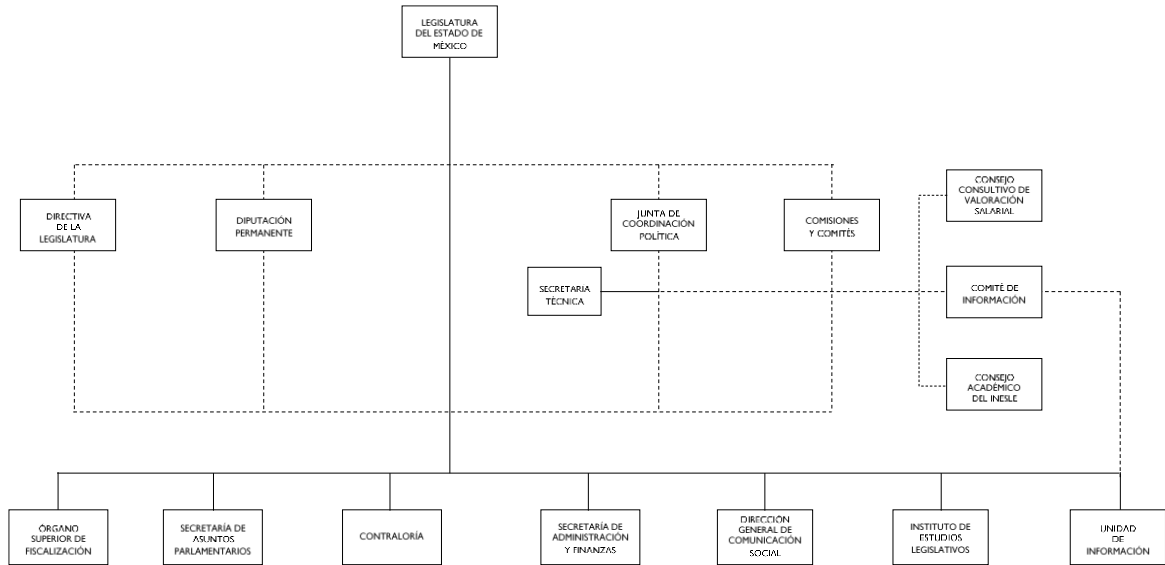 LEGISLATURA
DEL ESTADO DE
MÉXICO
DIRECTIVA
DE LA
LEGISLATURA
DIPUTACIÓN
PERMANENTE
JUNTA DE
COORDINACIÓN
POLÍTICA
COMISIONES
Y COMITÉS
CONSEJO
CONSULTIVO DE
VALORACIÓN
SALARIAL
SECRETARIA
TÉCNICA
COMITÉ DE
INFORMACIÓN
CONSEJO
ACADÉMICO
DEL INESLE
ÓRGANO
SUPERIOR DE
FISCALIZACIÓN
SECRETARÍA DE
ASUNTOS
PARLAMENTARIOS
CONTRALORÍA
SECRETARÍA DE
ADMINISTRACIÓN
Y FINANZAS
DIRECCIÓN
GENERAL DE
COMUNICACIÓN
SOCIAL
INSTITUTO DE
ESTUDIOS
LEGISLATIVOS
UNIDAD
DE
INFORMACIÓN